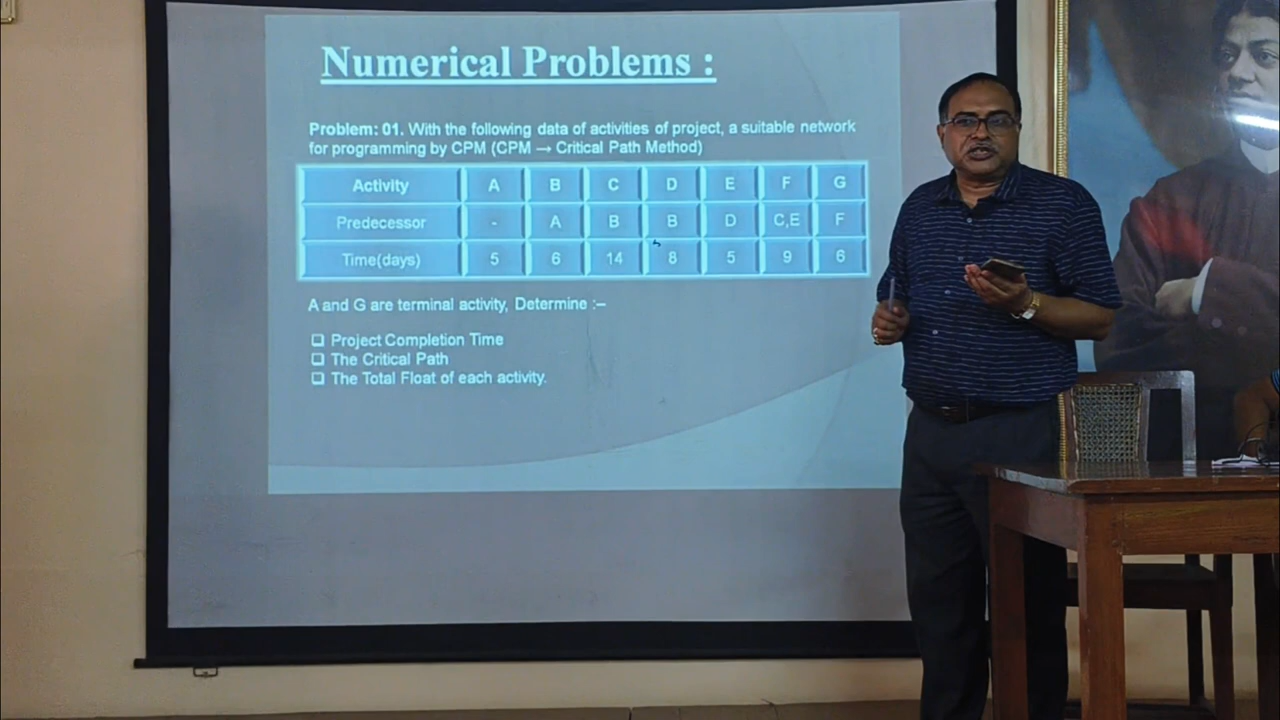 Numerical Problems :
Problem: 01. With the following data of activities of project, a suitable network
for programming by CPM (CPM → Critical Path Method)
Activity A B C D E F G
Predecessor - A B B D C,E F
Time(days) 5 6 14 8 5 9 6
A and G are terminal activity, Determine :–
❑ Project Completion Time
❑ The Critical Path
❑ The Total Float of each activity.